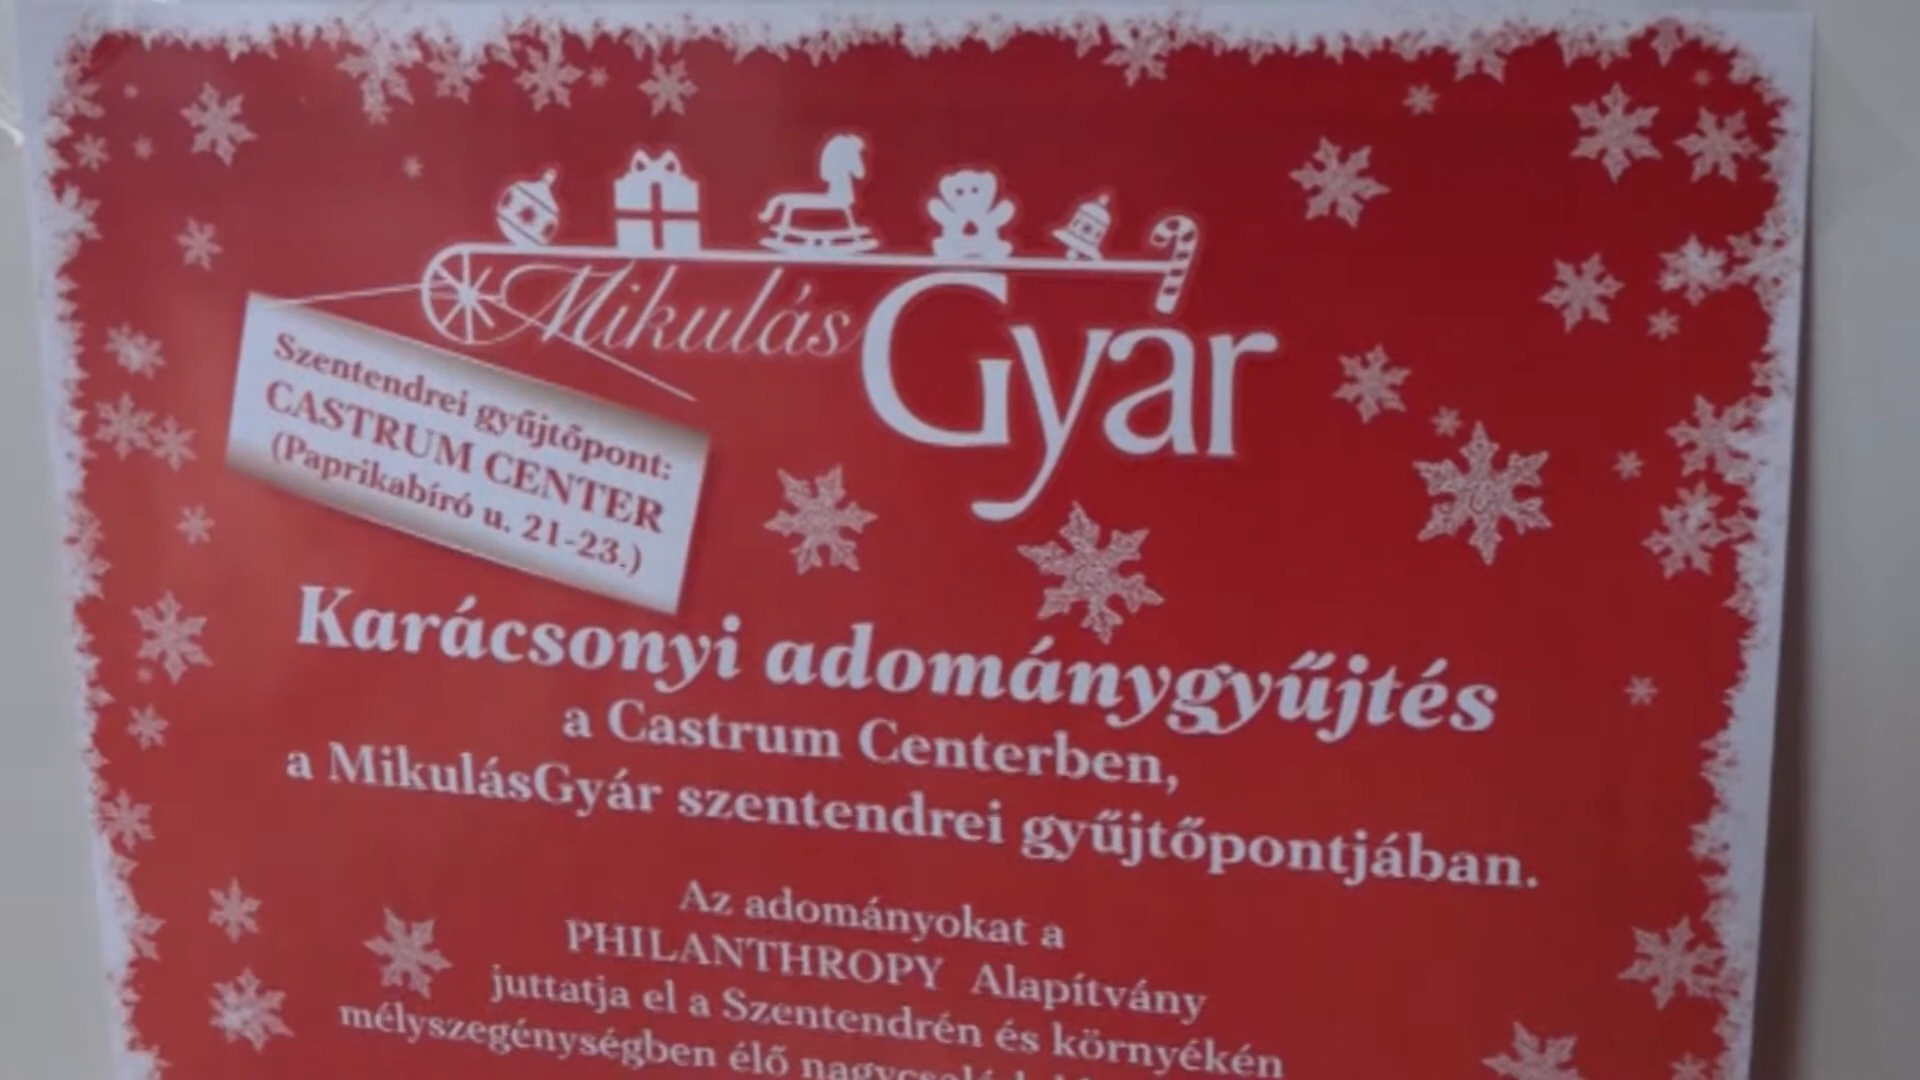 Mikulás Gyár
Szentendrei gyűjtőpont:
CASTRUM CENTER
(Paprikabíró u. 21-23.)
Karácsonyi adománygyűjtés
a Castrum Centerben,
a MikulásGyár szentendrei gyűjtőpontjában.
Az adományokat a
PHILANTHROPY Alapítvány
juttatja el a Szentendrén és környékén
mélyszegénységben élő